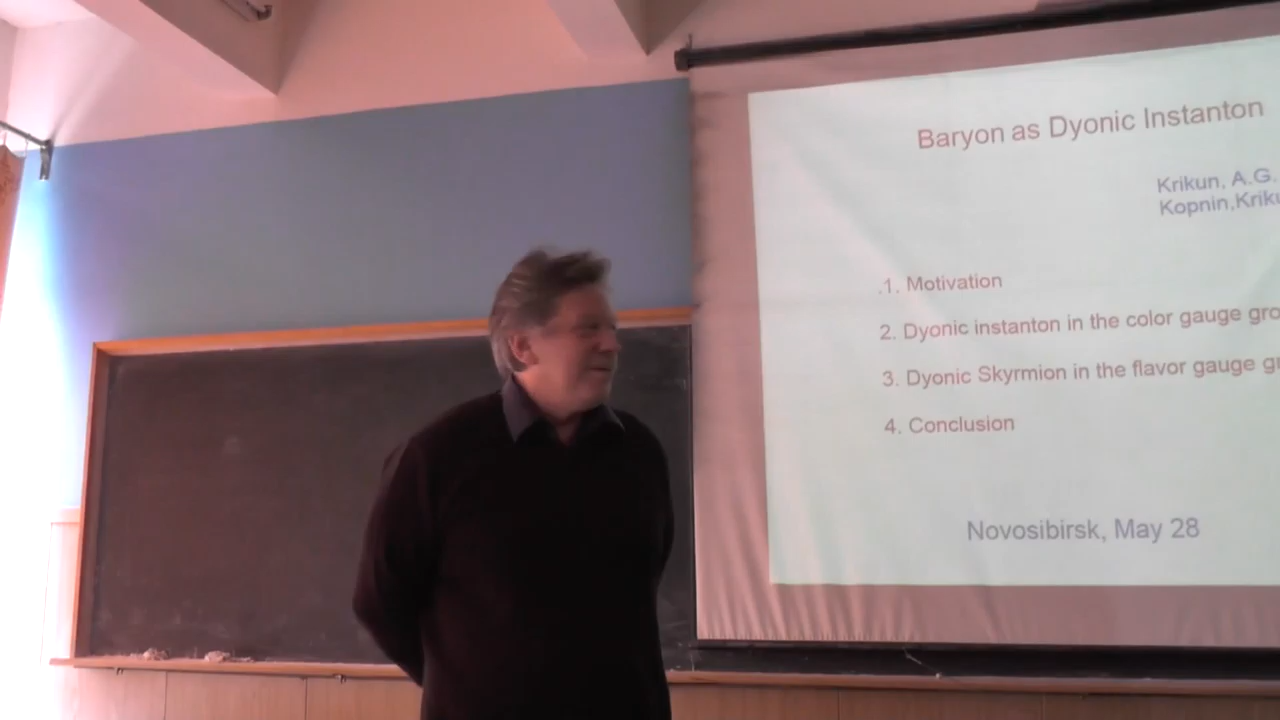 Baryon as Dyonic Instanton
Krikun, A.G.
Kopnin,Kriku
.1. Motivation
2. Dyonic instanton in the color gauge gro
3. Dyonic Skyrmion in the flavor gauge g
4. Conclusion
Novosibirsk, May 28